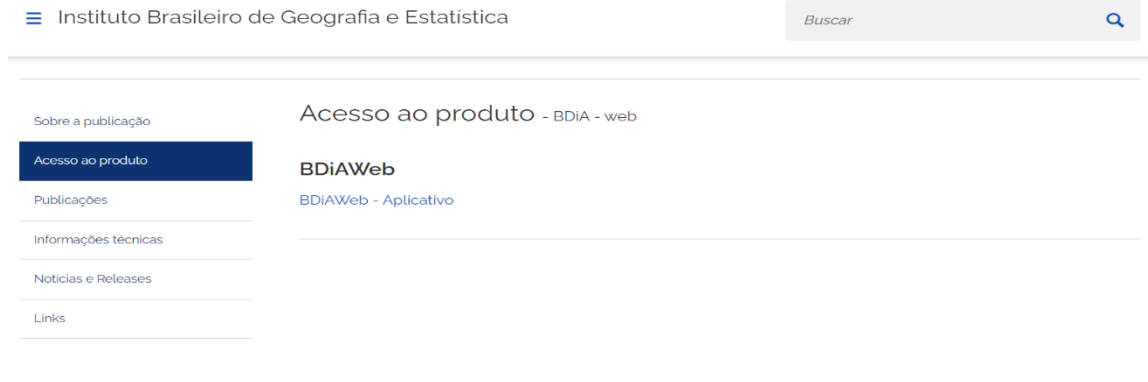 Instituto Brasileiro de Geografia e Estatística
Buscar
Sobre a publicação
Acesso ao produto
Publicações
Informações técnicas
Notícias e Releases
Links
Acesso ao produto - BDiA - web
BDiAWeb
BDiAWeb - Aplicativo